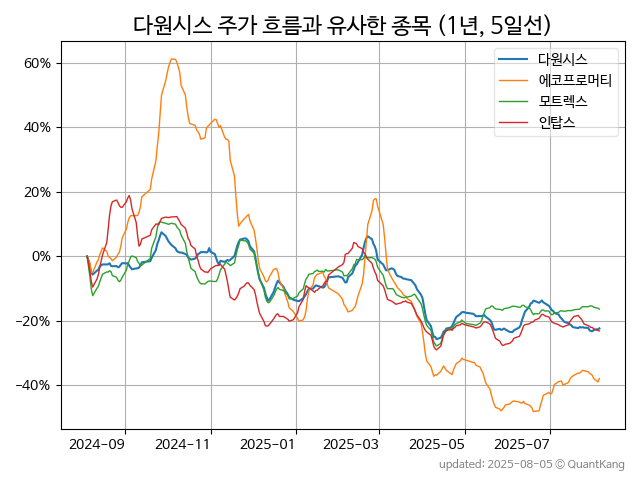 다원시스 주가 흐름과 유사한 종목 (1년, 5일선)
다원시스
에코프로머티
모트렉스
인탑스
60%
40%
20%
0%
−20%
−40%
2024−09
2024−11
2025−01
2025−03
2025−05
2025−07
updated: 2025-08-05 © QuantKang